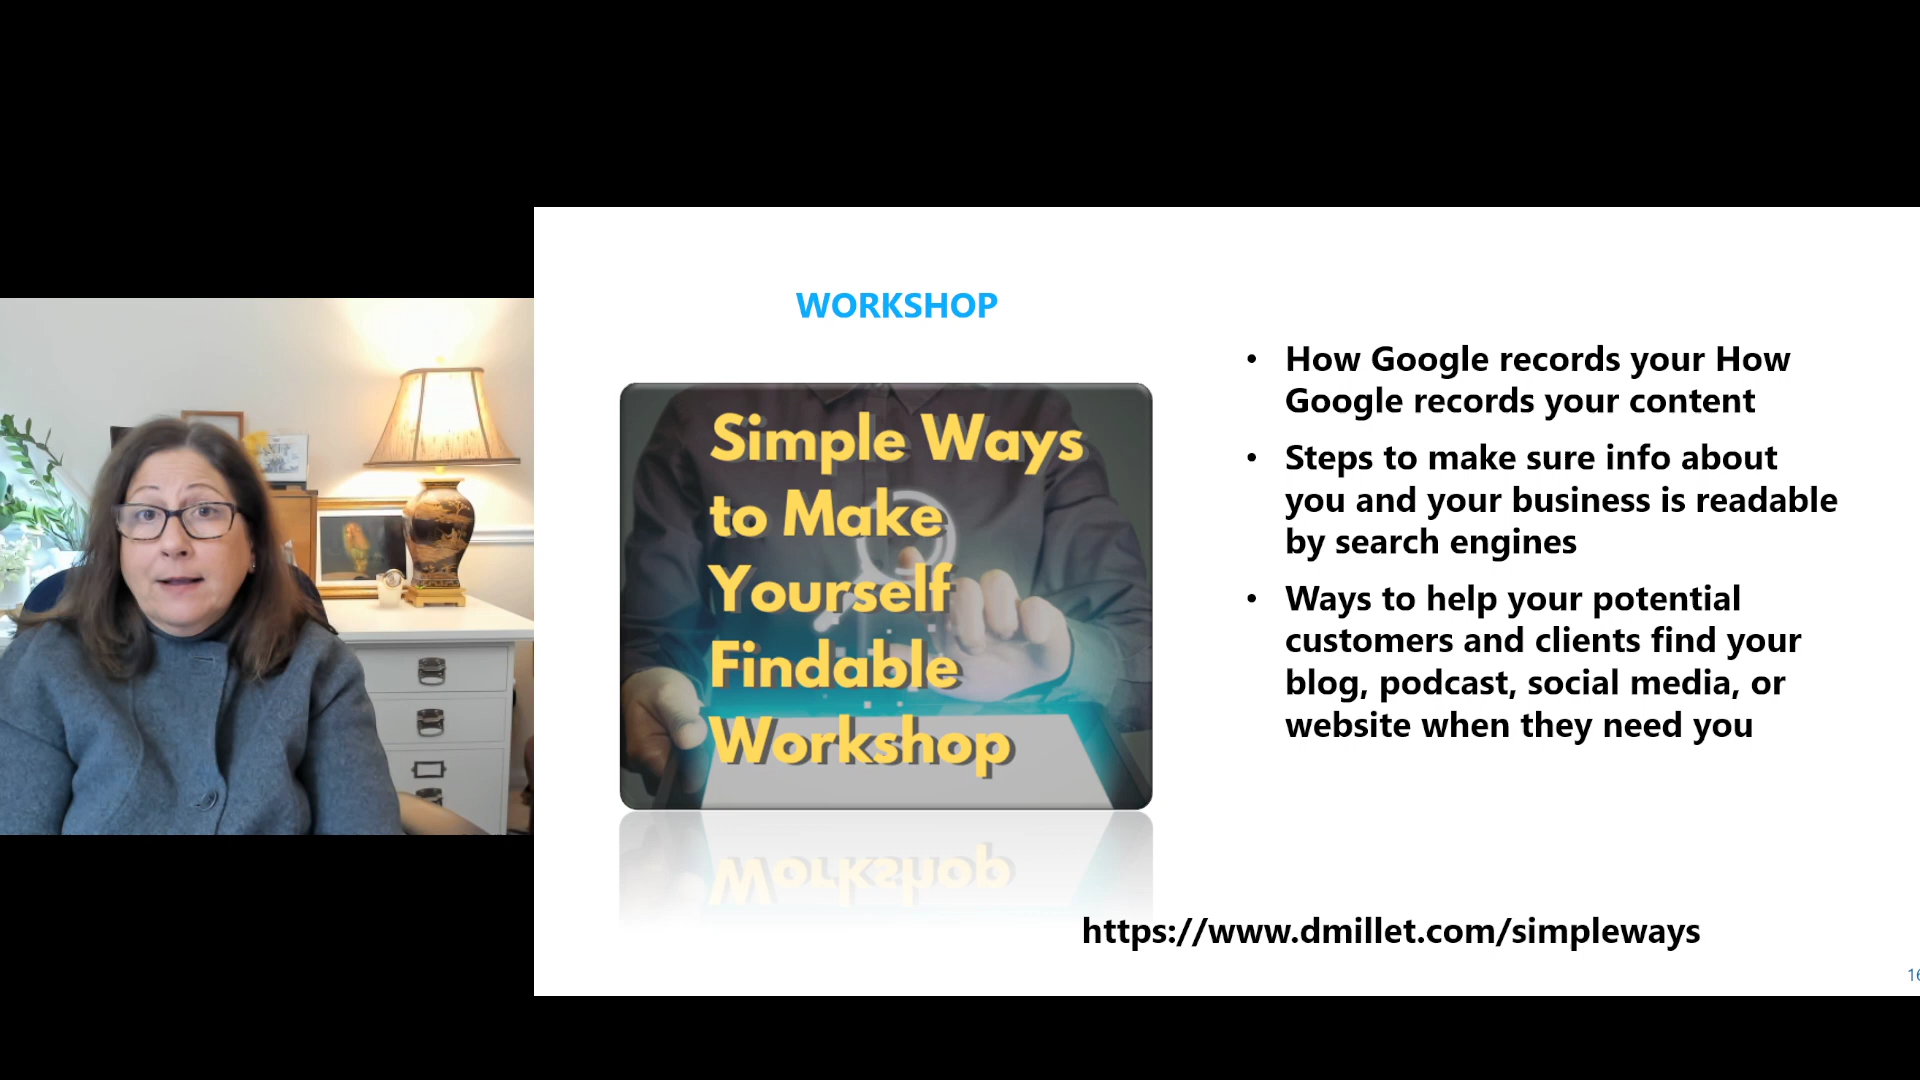 WORKSHOP
Simple Ways
to Make
Yourself
Findable
Workshop
• How Google records your How
Google records your content
• Steps to make sure info about
you and your business is readable
by search engines
• Ways to help your potential
customers and clients find your
blog, podcast, social media, or
website when they need you
https://www.dmillet.com/simpleways
16